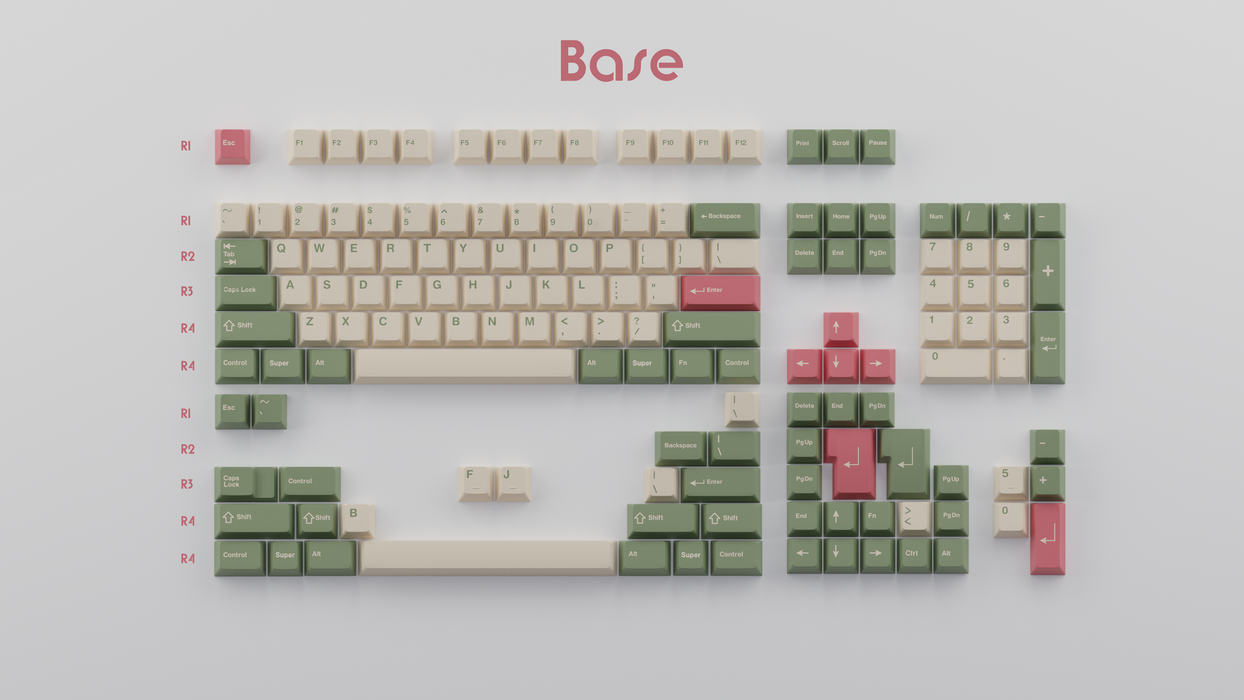 Base
R1 Esc F1 F2 F3 F4 F5 F6 F7 F8 F9 F10 F11 F12 Print Scroll Pause
~ ! @ # $ % ^ & * ( ) _ +
R1 ` 1 2 3 4 5 6 7 8 9 0 - = ← Backspace Insert Home PgUp Num / * −
R2 Tab Q W E R T Y U I O P { [ } ] | \ Delete End PgDn 7 8 9 +
R3 Caps Lock A S D F G H J K L : ; " ' ↵ Enter 4 5 6
R4 ⇧ Shift Z X C V B N M < , > . ? / ⇧ Shift ↑ 1 2 3
R4 Control Super Alt Alt Super Fn Control ← ↓ → 0 . Enter ↵
R1 Esc ~ ` | \ Delete End PgDn
R2 Backspace | \ PgUp ↵ ↵ −
R3 Caps Lock Control F _ J _ | \ ↵ Enter PgDn PgUp 5 _ +
R4 ⇧ Shift ⇧ Shift B ⇧ Shift ⇧ Shift End ↑ Fn > < PgDn 0 ↵
R4 Control Super Alt Alt Super Control ← ↓ → Ctrl Alt